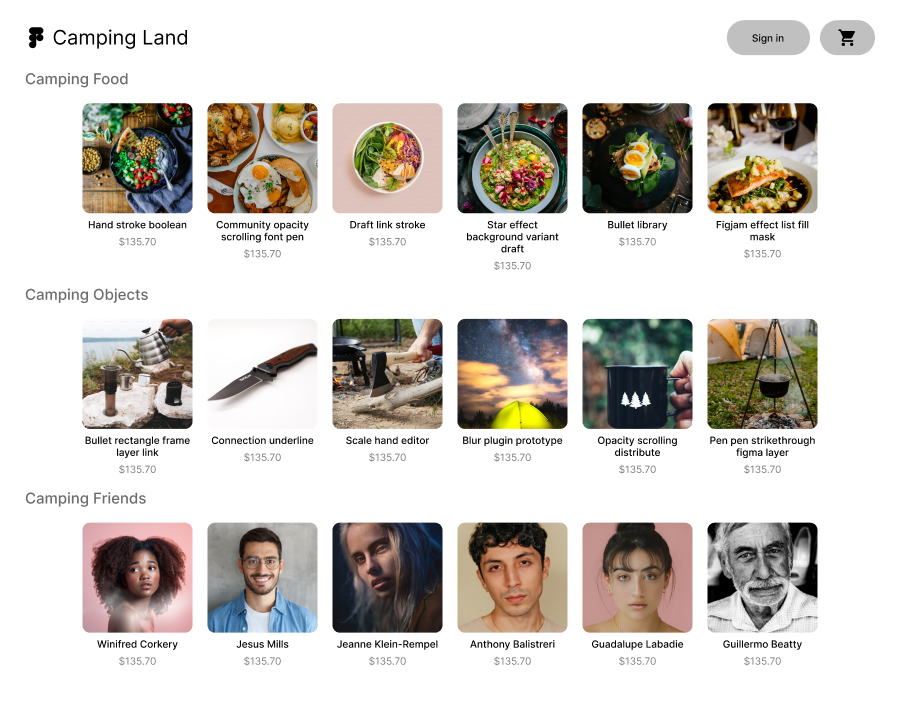 Camping Land
Sign in
Camping Food
Hand stroke boolean
$135.70
Community opacity
scrolling font pen
$135.70
Draft link stroke
$135.70
Star effect
background variant
draft
$135.70
Bullet library
$135.70
Figjam effect list fill
mask
$135.70
Camping Objects
Bullet rectangle frame
layer link
$135.70
Connection underline
$135.70
Scale hand editor
$135.70
Blur plugin prototype
$135.70
Opacity scrolling
distribute
$135.70
Pen pen strikethrough
figma layer
$135.70
Camping Friends
Winifred Corkery
$135.70
Jesus Mills
$135.70
Jeanne Klein-Rempel
$135.70
Anthony Balistreri
$135.70
Guadalupe Labadie
$135.70
Guillermo Beatty
$135.70